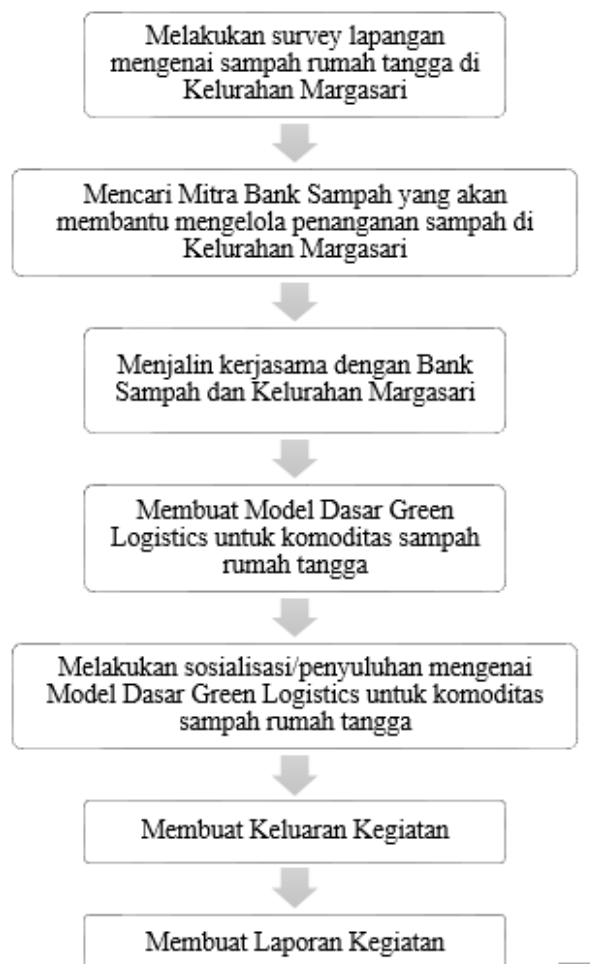 Melakukan survey lapangan
mengenai sampah rumah tangga di
Kelurahan Margasari
Mencari Mitra Bank Sampah yang akan
membantu mengelola penanganan sampah di
Kelurahan Margasari
Menjalin kerjasama dengan Bank
Sampah dan Kelurahan Margasari
Membuat Model Dasar Green
Logistics untuk komoditas sampah
rumah tangga
Melakukan sosialisasi/penyuluhan mengenai
Model Dasar Green Logistics untuk komoditas
sampah rumah tangga
Membuat Keluaran Kegiatan
Membuat Laporan Kegiatan